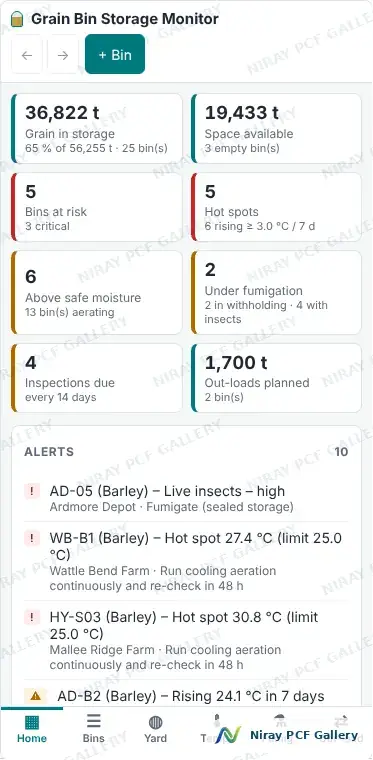 Grain Bin Storage Monitor
← → + Bin
36,822 t
Grain in storage
65 % of 56,255 t · 25 bin(s)
19,433 t
Space available
3 empty bin(s)
5
Bins at risk
3 critical
5
Hot spots
6 rising ≥ 3.0 °C / 7 d
6
Above safe moisture
13 bin(s) aerating
2
Under fumigation
2 in withholding · 4 with
insects
4
Inspections due
every 14 days
1,700 t
Out-loads planned
2 bin(s)
ALERTS 10
! AD-05 (Barley) – Live insects – high
Ardmore Depot · Fumigate (sealed storage)
! WB-B1 (Barley) – Hot spot 27.4 °C (limit 25.0
°C)
Wattle Bend Farm · Run cooling aeration
continuously and re-check in 48 h
! HY-S03 (Barley) – Hot spot 30.8 °C (limit
25.0 °C)
Mallee Ridge Farm · Run cooling aeration
continuously and re-check in 48 h
AD-B2 (Barley) – Rising 24.1 °C in 7 days
Home Bins Yard
Niray PCF Gallery
NIRAY PCF GALLERY